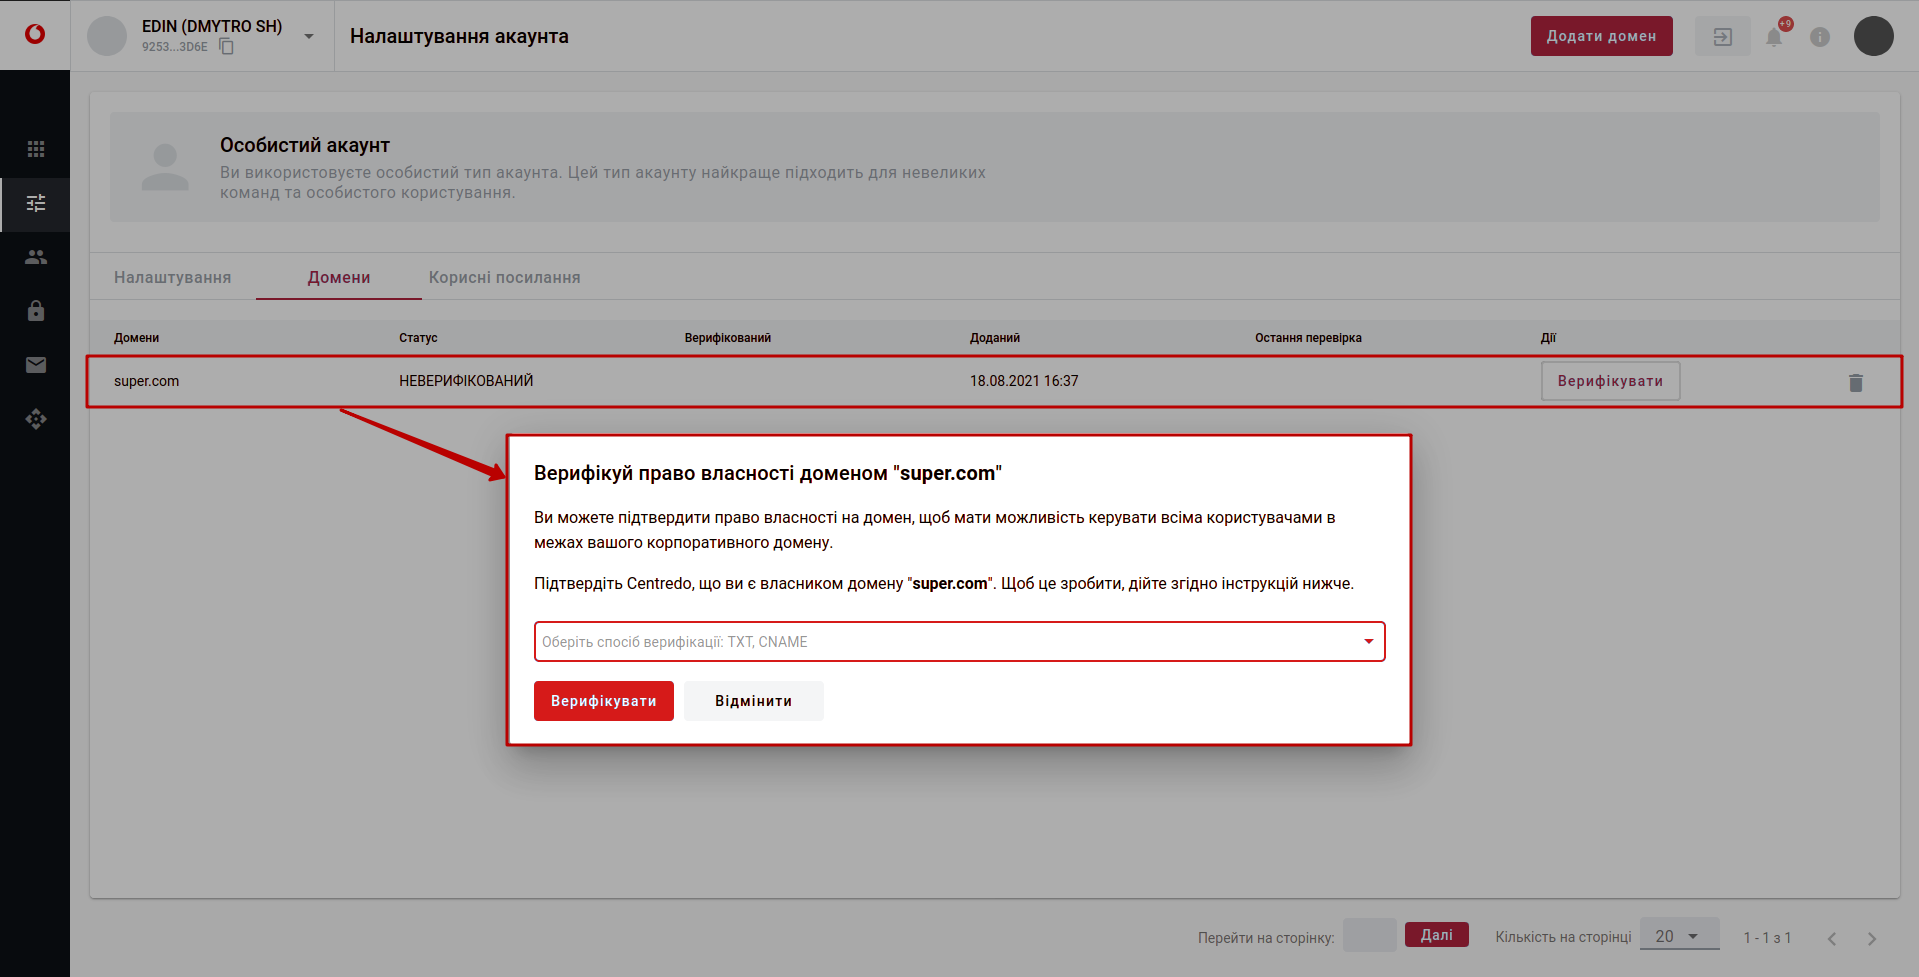 EDIN (DMYTRO SH)
9253...3D6E
Налаштування акаунта
Додати домен
+9
Особистий акаунт
Ви використовуєте особистий тип акаунта. Цей тип акаунту найкраще підходить для невеликих
команд та особистого користування.
Налаштування
Домени
Корисні посилання
Домени
Статус
Верифікований
Доданий
Остання перевірка
Дії
super.com
НЕВЕРИФІКОВАНИЙ
18.08.2021 16:37
Верифікувати
Верифікуй право власності доменом "super.com"
Ви можете підтвердити право власності на домен, щоб мати можливість керувати всіма користувачами в
межах вашого корпоративного домену.
Підтвердіть Centredo, що ви є власником домену "super.com". Щоб це зробити, дійте згідно інструкцій нижче.
Оберіть спосіб верифікації: TXT, CNAME
Верифікувати
Відмінити
Перейти на сторінку:
Далі
Кількість на сторінці
20
1 - 1 з 1